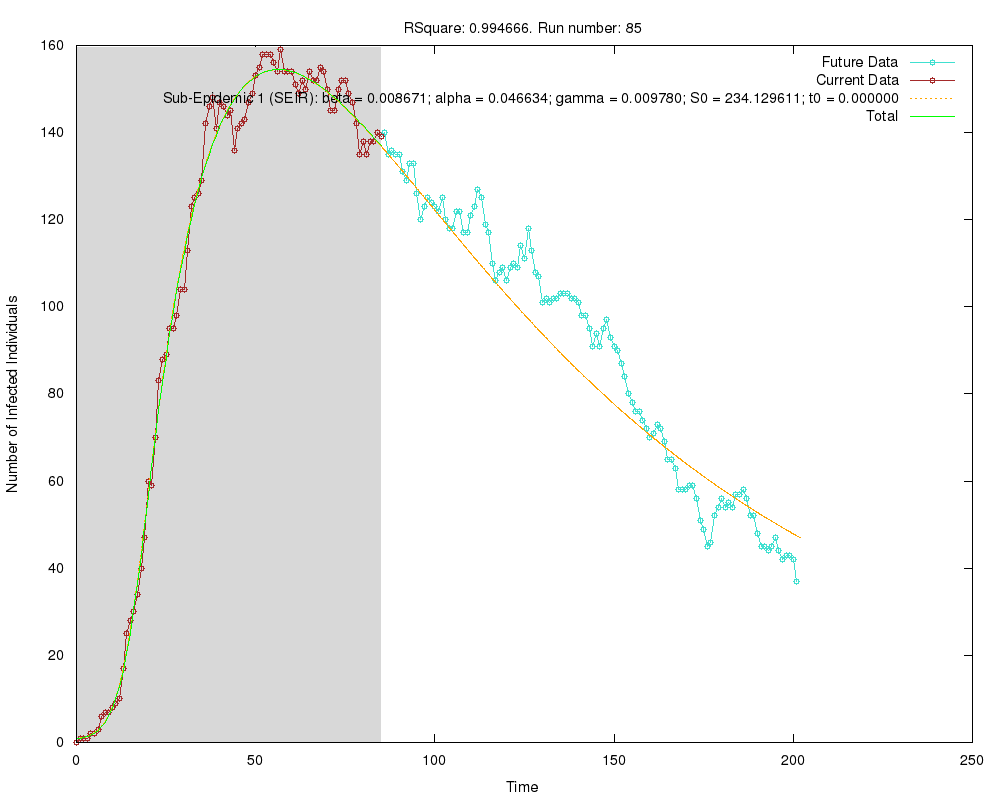 RSquare: 0.994666. Run number: 85
Future Data
Current Data
Sub-Epidemic 1 (SEIR): beta = 0.008671; alpha = 0.046634; gamma = 0.009780; S0 = 234.129611; t0 = 0.000000
Total
160
140
120
100
80
60
40
20
0
Number of Infected Individuals
0 50 100 150 200 250
Time